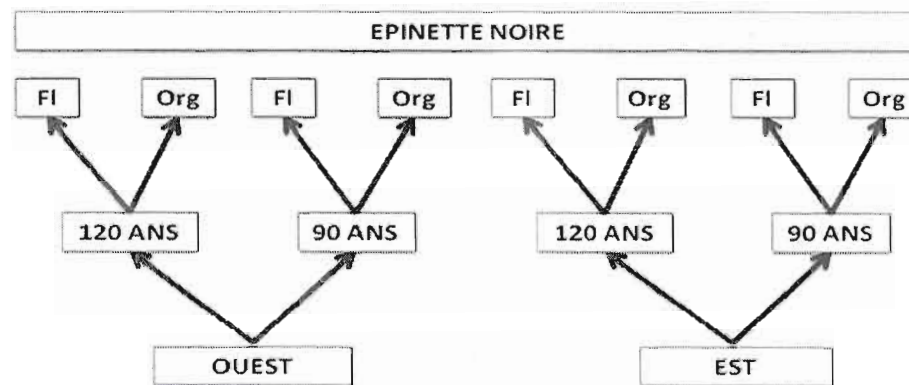 EPINETTE NOIRE
Fl Org Fl Org Fl Org Fl Org
120 ANS 90 ANS 120 ANS 90 ANS
OUEST EST